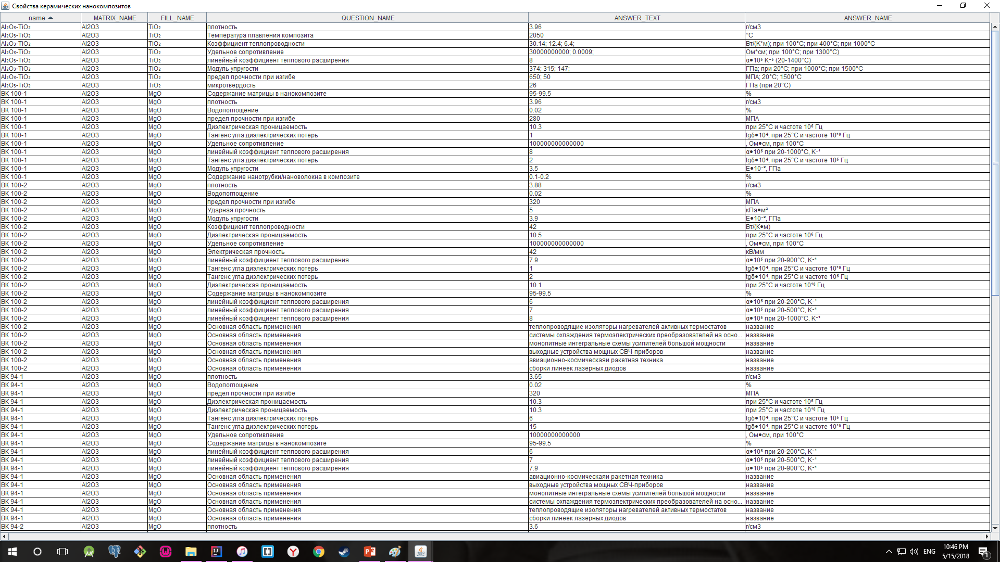 Свойства керамических нанокомпозитов
name MATRIX_NAME FILL_NAME QUESTION_NAME ANSWER_TEXT ANSWER_NAME
Al₂O₃-TiO₂ Al2O3 TiO₂ плотность 3.96 г/см3
Al₂O₃-TiO₂ Al2O3 TiO₂ Температура плавления композита 2050 °C
Al₂O₃-TiO₂ Al2O3 TiO₂ Коэффициент теплопроводности 30.14; 12.4; 6.4; Вт/(К*м); при 100°C; при 400°C; при 1000°C
Al₂O₃-TiO₂ Al2O3 TiO₂ Удельное сопротивление 30000000000; 0.0009; Ом*см; при 100°C; при 1300°C)
Al₂O₃-TiO₂ Al2O3 TiO₂ линейный коэффициент теплового расширения 8 α●10⁶ K⁻⁶ (20-1400°C)
Al₂O₃-TiO₂ Al2O3 TiO₂ Модуль упругости 374; 315; 147; ГПа; при 20°C; при 1000°C; при 1500°C
Al₂O₃-TiO₂ Al2O3 TiO₂ предел прочности при изгибе 650; 50 МПА; 20°C; 1500°C
Al₂O₃-TiO₂ Al2O3 TiO₂ микротвёрдость 26 ГПа (при 20°C)
ВК 100-1 Al2O3 MgO Содержание матрицы в нанокомпозите 95-99.5 %
ВК 100-1 Al2O3 MgO плотность 3.96 г/см3
ВК 100-1 Al2O3 MgO Водопоглощение 0.02 %
ВК 100-1 Al2O3 MgO предел прочности при изгибе 280 МПА
ВК 100-1 Al2O3 MgO Диэлектрическая проницаемость 10.3 при 25°C и частоте 10⁶ Гц
ВК 100-1 Al2O3 MgO Тангенс угла диэлектрических потерь 1 tgδ●10⁴, при 25°C и частоте 10¹⁰ Гц
ВК 100-1 Al2O3 MgO Удельное сопротивление 100000000000000 , Ом●см, при 100°C
ВК 100-1 Al2O3 MgO линейный коэффициент теплового расширения 8 α●10⁶ при 20-1000°C, K⁻¹
ВК 100-1 Al2O3 MgO Тангенс угла диэлектрических потерь 2 tgδ●10⁴, при 25°C и частоте 10⁶ Гц
ВК 100-1 Al2O3 MgO Модуль упругости 3.5 E●10⁻², ГПа
ВК 100-1 Al2O3 MgO Содержание нанотрубки/нановолокна в композите 0.1-0.2 %
ВК 100-2 Al2O3 MgO плотность 3.88 г/см3
ВК 100-2 Al2O3 MgO Водопоглощение 0.02 %
ВК 100-2 Al2O3 MgO предел прочности при изгибе 320 МПА
ВК 100-2 Al2O3 MgO Ударная прочность 5 кПа●м²
ВК 100-2 Al2O3 MgO Модуль упругости 3.9 E●10⁻², ГПа
ВК 100-2 Al2O3 MgO Коэффициент теплопроводности 42 Вт/(К●м)
ВК 100-2 Al2O3 MgO Диэлектрическая проницаемость 10.5 при 25°C и частоте 10⁶ Гц
ВК 100-2 Al2O3 MgO Удельное сопротивление 100000000000000 , Ом●см, при 100°C
ВК 100-2 Al2O3 MgO Электрическая прочность 42 кВ/мм
ВК 100-2 Al2O3 MgO линейный коэффициент теплового расширения 7.9 α●10⁶ при 20-900°C, K⁻¹
ВК 100-2 Al2O3 MgO Тангенс угла диэлектрических потерь 1 tgδ●10⁴, при 25°C и частоте 10¹⁰ Гц
ВК 100-2 Al2O3 MgO Тангенс угла диэлектрических потерь 2 tgδ●10⁴, при 25°C и частоте 10⁶ Гц
ВК 100-2 Al2O3 MgO Диэлектрическая проницаемость 10.1 при 25°C и частоте 10¹⁰ Гц
ВК 100-2 Al2O3 MgO Содержание матрицы в нанокомпозите 95-99.5 %
ВК 100-2 Al2O3 MgO линейный коэффициент теплового расширения 6 α●10⁶ при 20-200°C, K⁻¹
ВК 100-2 Al2O3 MgO линейный коэффициент теплового расширения 7 α●10⁶ при 20-500°C, K⁻¹
ВК 100-2 Al2O3 MgO линейный коэффициент теплового расширения 8 α●10⁶ при 20-1000°C, K⁻¹
ВК 100-2 Al2O3 MgO Основная область применения теплопроводящие изоляторы нагревателей активных термостатов название
ВК 100-2 Al2O3 MgO Основная область применения системы охлаждения термоэлектрических преобразователей на осно... название
ВК 100-2 Al2O3 MgO Основная область применения монолитные интегральные схемы усилителей большой мощности название
ВК 100-2 Al2O3 MgO Основная область применения выходные устройства мощных СВЧ-приборов название
ВК 100-2 Al2O3 MgO Основная область применения авиационно-космическаяи ракетная техника название
ВК 100-2 Al2O3 MgO Основная область применения сборки линеек лазерных диодов название
ВК 94-1 Al2O3 MgO плотность 3.65 г/см3
ВК 94-1 Al2O3 MgO Водопоглощение 0.02 %
ВК 94-1 Al2O3 MgO предел прочности при изгибе 320 МПА
ВК 94-1 Al2O3 MgO Диэлектрическая проницаемость 10.3 при 25°C и частоте 10⁶ Гц
ВК 94-1 Al2O3 MgO Диэлектрическая проницаемость 10.3 при 25°C и частоте 10¹⁰ Гц
ВК 94-1 Al2O3 MgO Тангенс угла диэлектрических потерь 6 tgδ●10⁴, при 25°C и частоте 10⁶ Гц
ВК 94-1 Al2O3 MgO Тангенс угла диэлектрических потерь 15 tgδ●10⁴, при 25°C и частоте 10¹⁰ Гц
ВК 94-1 Al2O3 MgO Удельное сопротивление 10000000000000 , Ом●см, при 100°C
ВК 94-1 Al2O3 MgO Содержание матрицы в нанокомпозите 95-99.5 %
ВК 94-1 Al2O3 MgO линейный коэффициент теплового расширения 6 α●10⁶ при 20-200°C, K⁻¹
ВК 94-1 Al2O3 MgO линейный коэффициент теплового расширения 7 α●10⁶ при 20-500°C, K⁻¹
ВК 94-1 Al2O3 MgO линейный коэффициент теплового расширения 7.9 α●10⁶ при 20-900°C, K⁻¹
ВК 94-1 Al2O3 MgO Основная область применения авиационно-космическаяи ракетная техника название
ВК 94-1 Al2O3 MgO Основная область применения выходные устройства мощных СВЧ-приборов название
ВК 94-1 Al2O3 MgO Основная область применения монолитные интегральные схемы усилителей большой мощности название
ВК 94-1 Al2O3 MgO Основная область применения системы охлаждения термоэлектрических преобразователей на осно... название
ВК 94-1 Al2O3 MgO Основная область применения теплопроводящие изоляторы нагревателей активных термостатов название
ВК 94-1 Al2O3 MgO Основная область применения сборки линеек лазерных диодов название
ВК 94-2 Al2O3 MgO плотность 3.6 г/см3
ENG
10:46 PM
5/15/2018
1